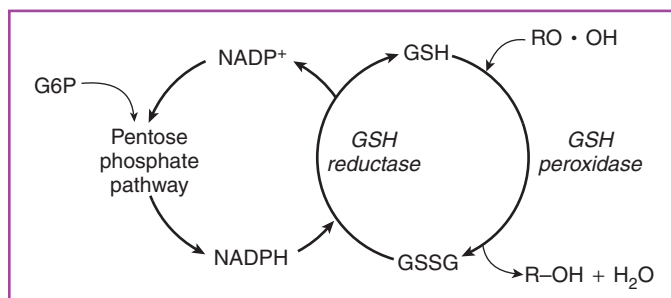 NADP⁺
GSH
RO • OH
G6P
Pentose
phosphate
pathway
GSH
reductase
GSH
peroxidase
NADPH
GSSG
R–OH + H₂O